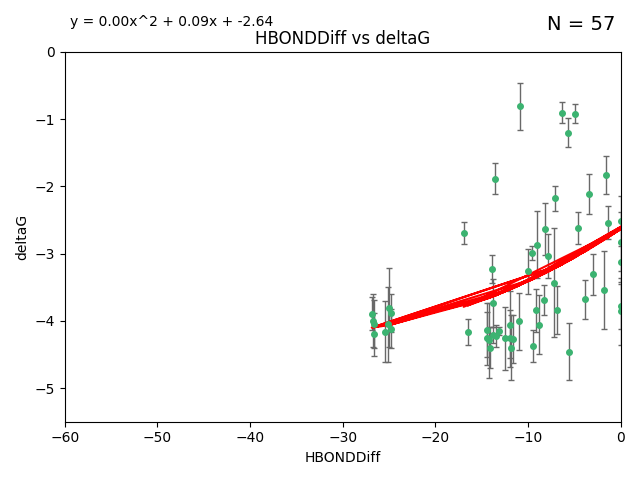 y = 0.00x^2 + 0.09x + -2.64
N = 57
HBONDDiff vs deltaG
0
−1
−2
−3
−4
−5
deltaG
−60 −50 −40 −30 −20 −10 0
HBONDDiff